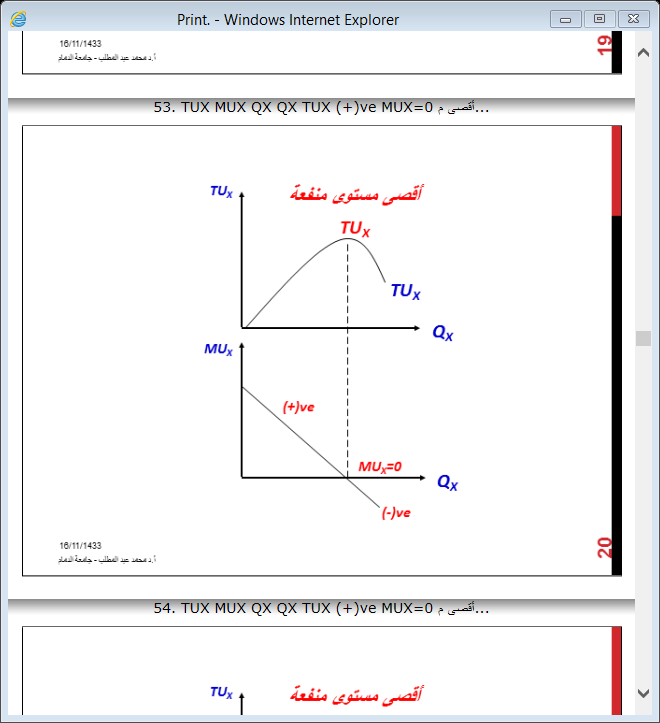 Print. - Windows Internet Explorer
16/11/1433
أ.د محمد عبد المطلب - جامعة الدمام
19
53. TUX MUX QX QX TUX (+)ve MUX=0 أقصى م...
TUX
أقصى مستوى منفعة
TUX
TUX
QX
MUX
(+)ve
MUX=0
QX
(-)ve
16/11/1433
أ.د محمد عبد المطلب - جامعة الدمام
20
54. TUX MUX QX QX TUX (+)ve MUX=0 أقصى م...
TUX
أقصى مستوى منفعة